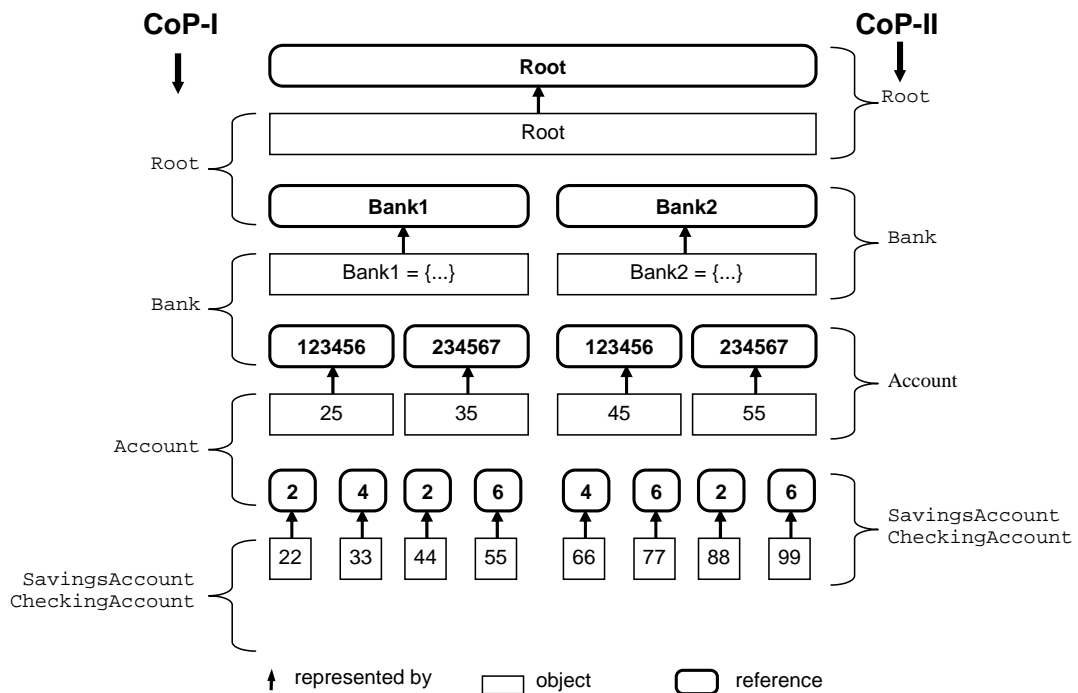 CoP-I CoP-II
Root
Root
Root
Root
Bank1 Bank2
Bank
Bank1 = {...} Bank2 = {...}
Bank
123456 234567 123456 234567
Account
25 35 45 55
Account
2 4 2 6 4 6 2 6
SavingsAccount
CheckingAccount
22 33 44 55 66 77 88 99
SavingsAccount
CheckingAccount
represented by object reference